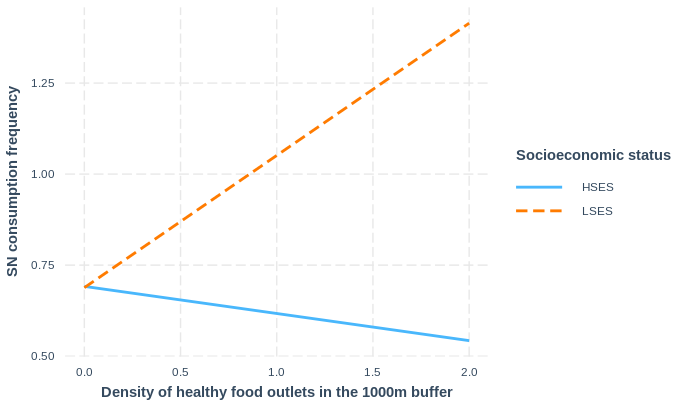 SN consumption frequency
1.25
1.00
0.75
0.50
0.0 0.5 1.0 1.5 2.0
Density of healthy food outlets in the 1000m buffer
Socioeconomic status
HSES
LSES